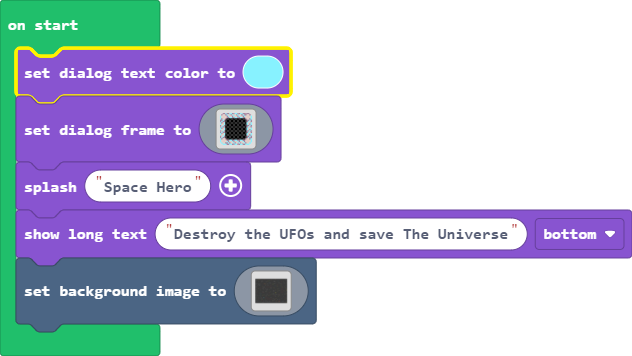 on start
set dialog text color to
set dialog frame to
splash "Space Hero"
show long text "Destroy the UFOs and save The Universe" bottom
set background image to